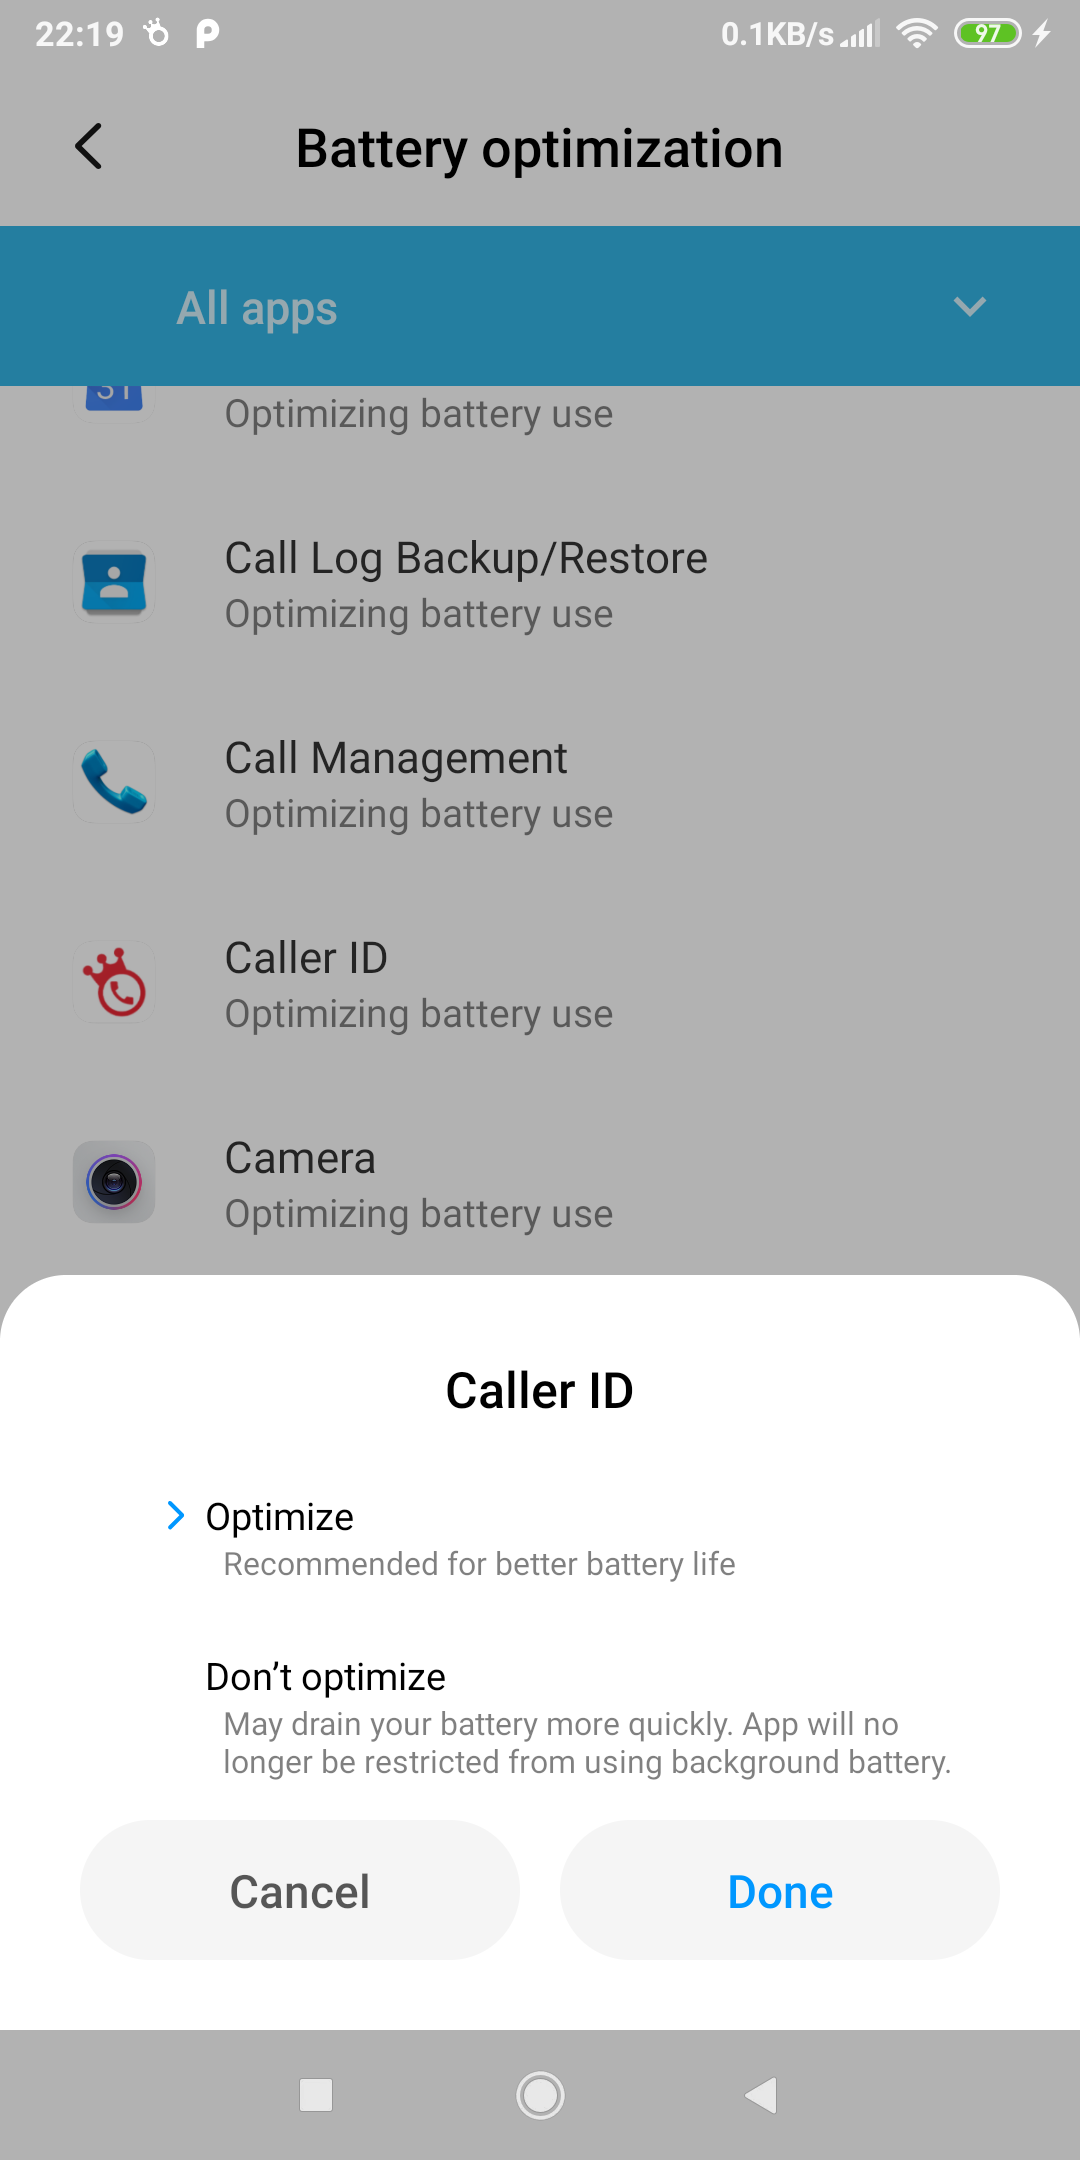 22:19 0.1KB/s 97
Battery optimization
All apps
31
Optimizing battery use
Call Log Backup/Restore
Optimizing battery use
Call Management
Optimizing battery use
Caller ID
Optimizing battery use
Camera
Optimizing battery use
Caller ID
Optimize
Recommended for better battery life
Don’t optimize
May drain your battery more quickly. App will no
longer be restricted from using background battery.
Cancel Done